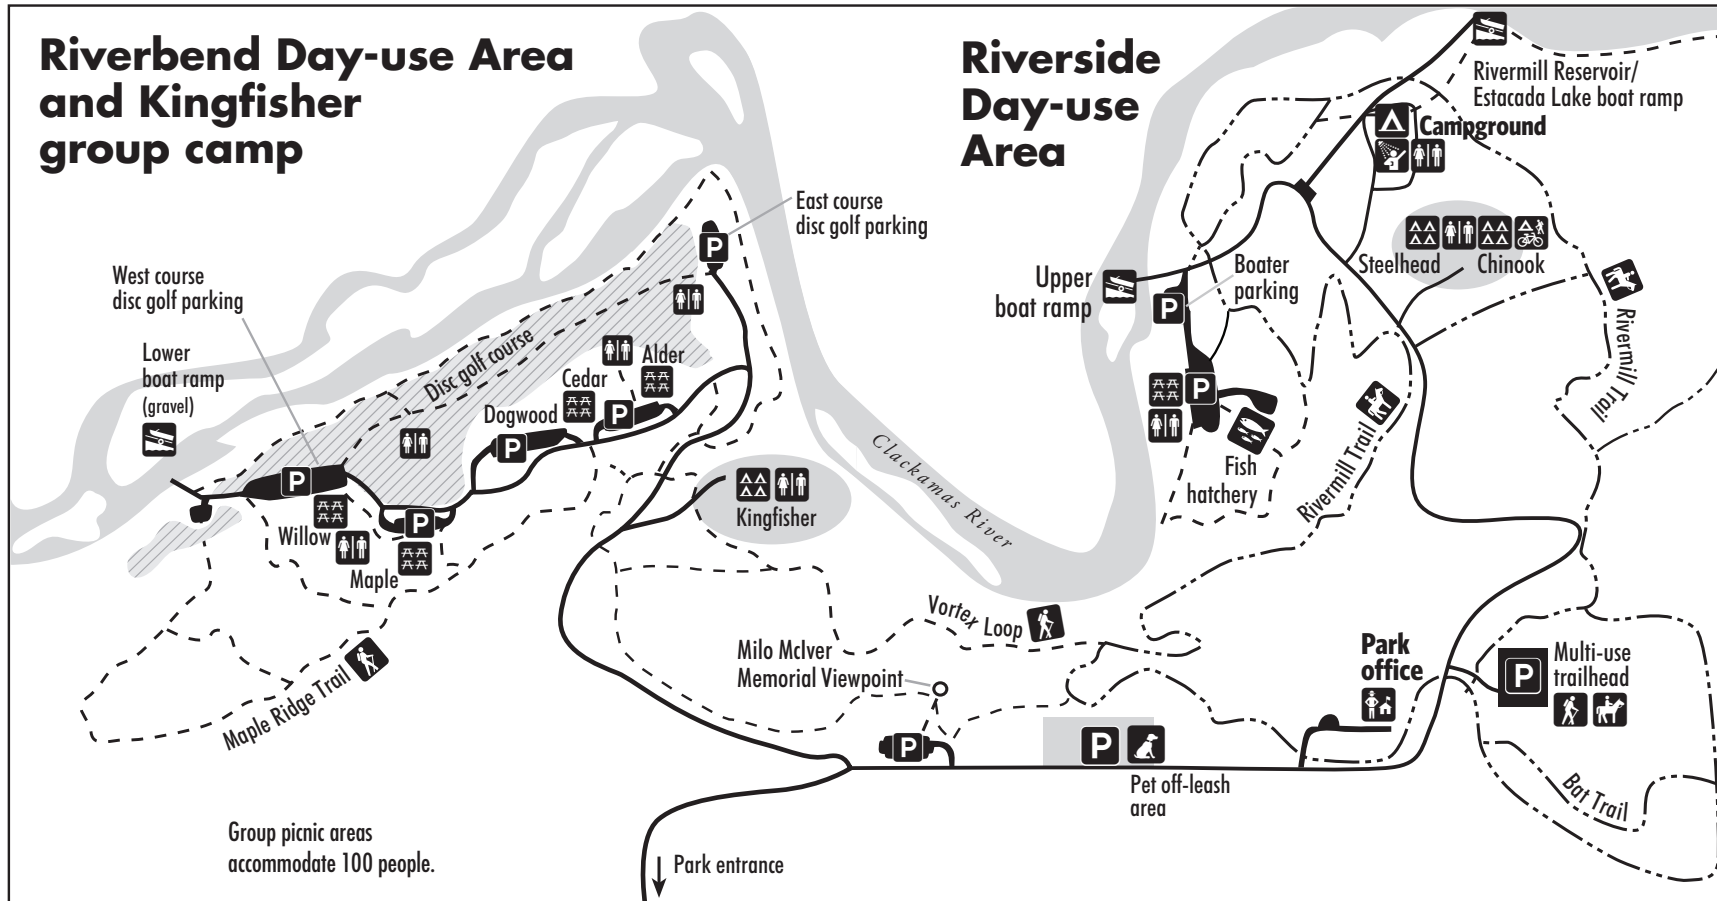 Riverbend Day-use Area
and Kingfisher
group camp
Riverside
Day-use
Area
Rivermill Reservoir/
Estacada Lake boat ramp
Campground
East course
disc golf parking
West course
disc golf parking
Lower
boat ramp
(gravel)
Disc golf course
P
P
P
P
P
Alder
Cedar
Dogwood
Willow
Maple
Kingfisher
Maple Ridge Trail
Clackamas River
Upper
boat ramp
Boater
parking
P
P
Fish
hatchery
Steelhead
Chinook
Rivermill Trail
Rivermill Trail
Vortex Loop
Milo McIver
Memorial Viewpoint
P
P
Pet off-leash
area
Park
office
P
Multi-use
trailhead
Bat Trail
Group picnic areas
accommodate 100 people.
Park entrance